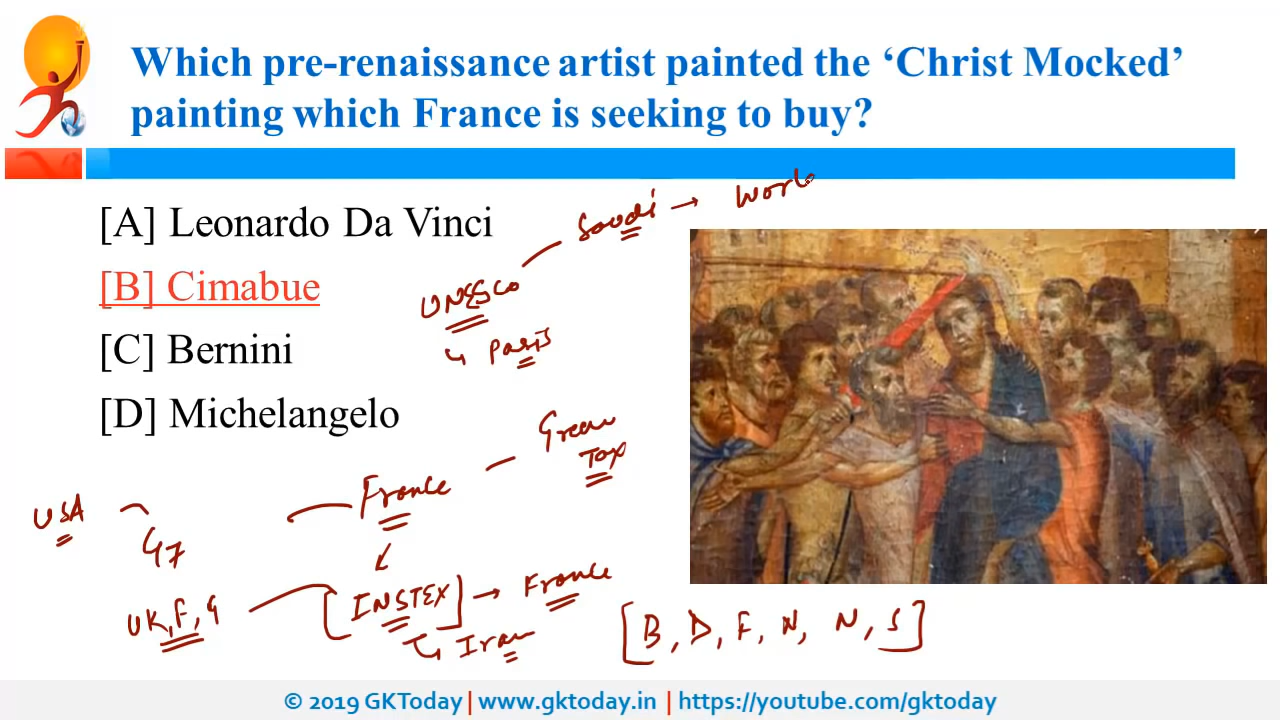 Which pre-renaissance artist painted the ‘Christ Mocked’
painting which France is seeking to buy?
[A] Leonardo Da Vinci
[B] Cimabue
[C] Bernini
[D] Michelangelo
Saudi → Worl
UNESCO
↳ Paris
Green
Tax
France
USA
G7
[INSTEX] → France
UK, F, G
↳ Iran
[B, D, F, N, N, S]
© 2019 GKToday | www.gktoday.in | https://youtube.com/gktoday